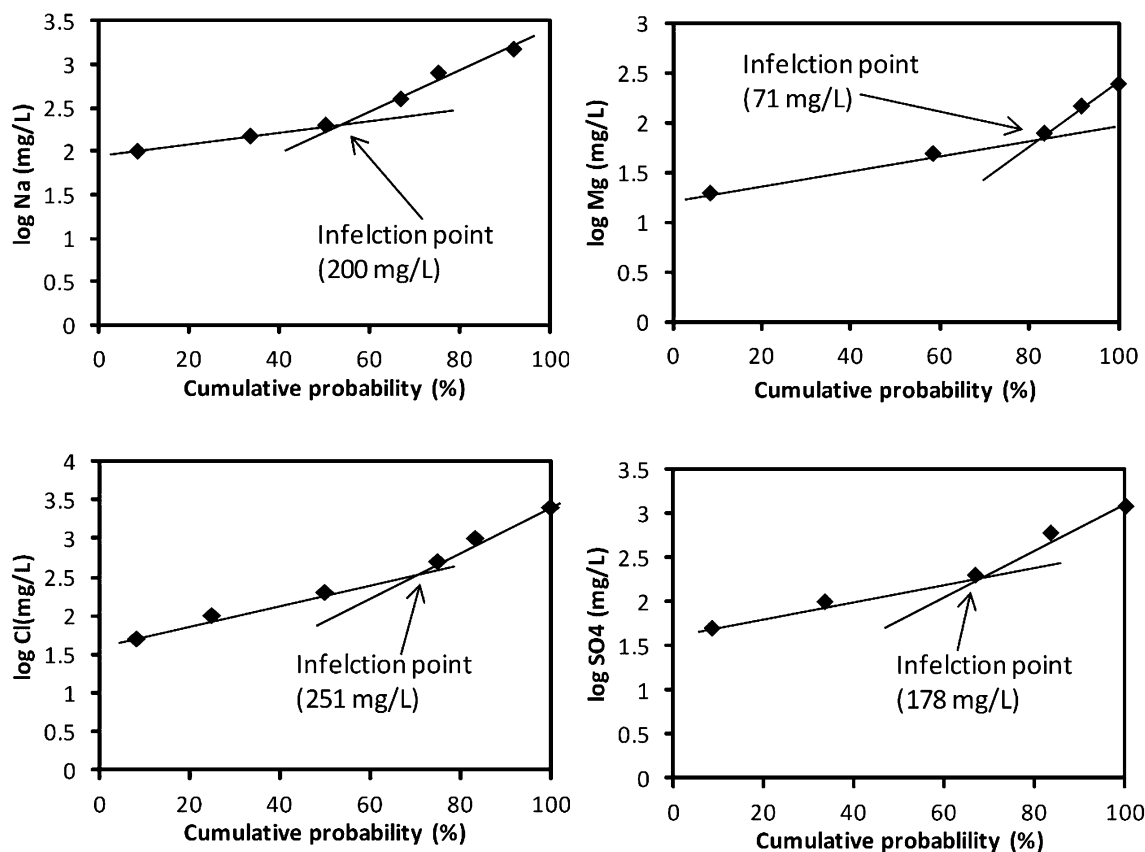 3.5
3
2.5
2
1.5
1
0.5
0
log Na (mg/L)
Infelction point
(200 mg/L)
0 20 40 60 80 100
Cumulative probability (%)
3
2.5
2
1.5
1
0.5
0
log Mg (mg/L)
Infelction point
(71 mg/L)
0 20 40 60 80 100
Cumulative probability (%)
4
3.5
3
2.5
2
1.5
1
0.5
0
log Cl(mg/L)
Infelction point
(251 mg/L)
0 20 40 60 80 100
Cumulative probability (%)
3.5
3
2.5
2
1.5
1
0.5
0
log SO4 (mg/L)
Infelction point
(178 mg/L)
0 20 40 60 80 100
Cumulative probablility (%)